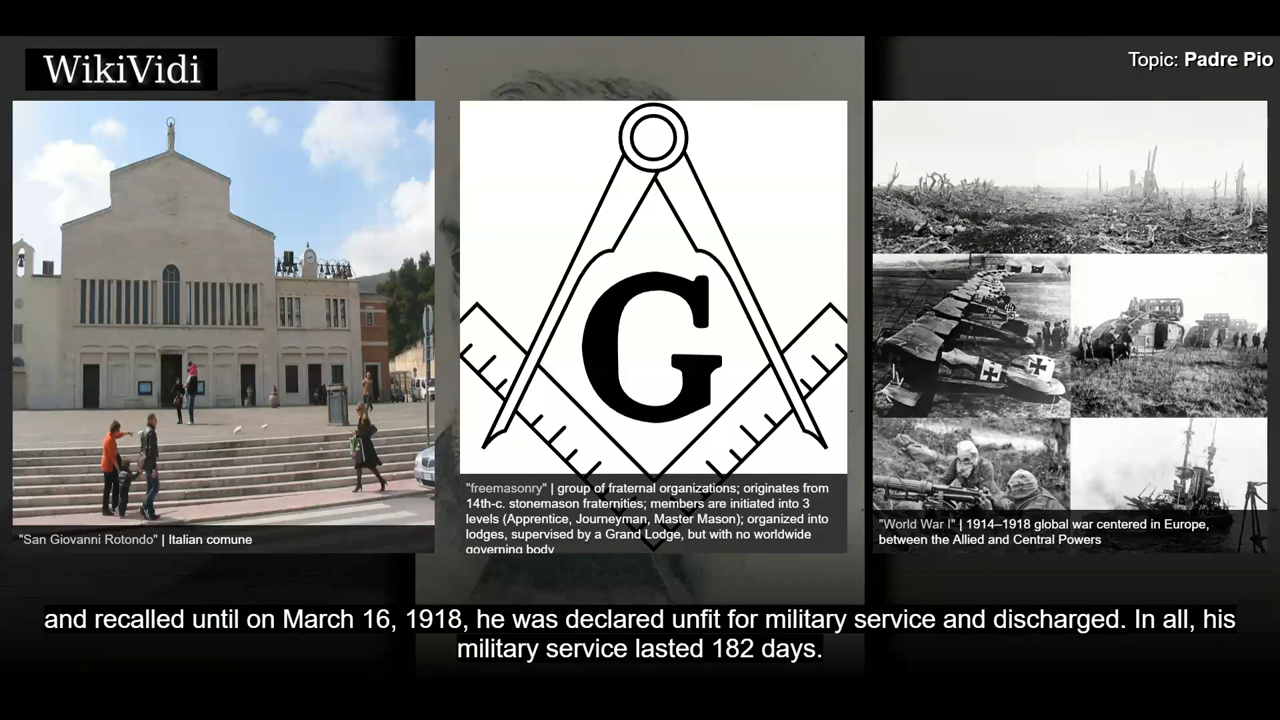 WikiVidi
Topic: Padre Pio
G
"San Giovanni Rotondo" | Italian comune
"freemasonry" | group of fraternal organizations; originates from
14th-c. stonemason fraternities; members are initiated into 3
levels (Apprentice, Journeyman, Master Mason); organized into
lodges, supervised by a Grand Lodge, but with no worldwide
governing body
"World War I" | 1914–1918 global war centered in Europe,
between the Allied and Central Powers
and recalled until on March 16, 1918, he was declared unfit for military service and discharged. In all, his
military service lasted 182 days.